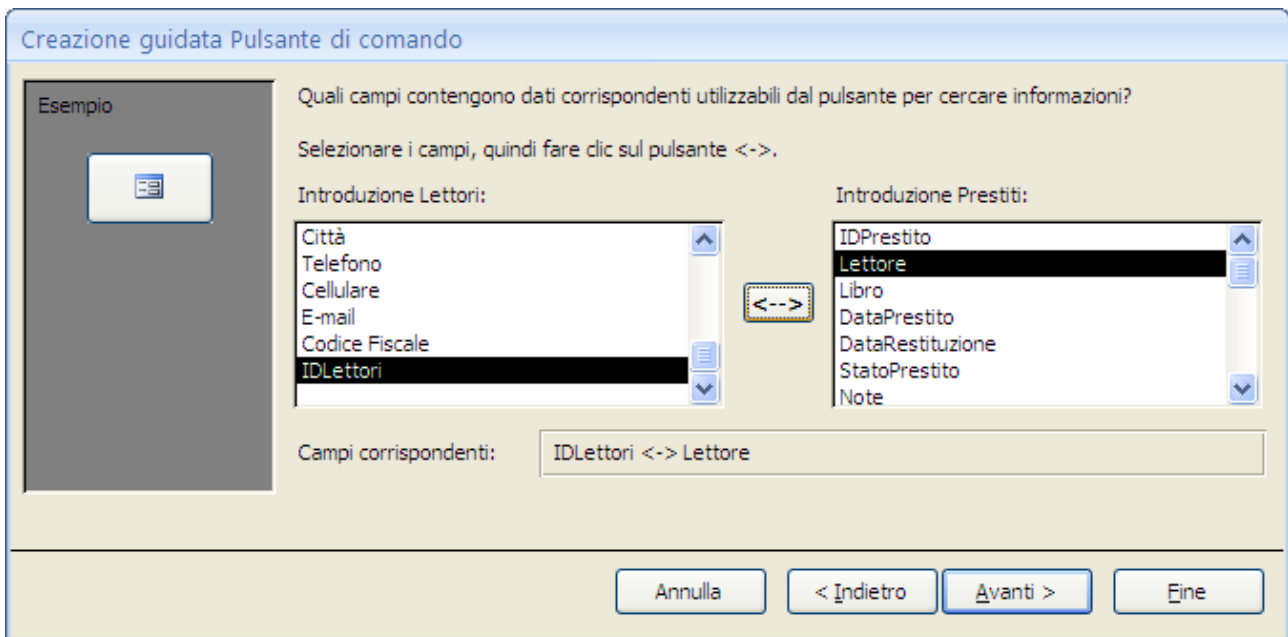 Creazione guidata Pulsante di comando
Esempio
Quali campi contengono dati corrispondenti utilizzabili dal pulsante per cercare informazioni?
Selezionare i campi, quindi fare clic sul pulsante <->.
Introduzione Lettori:
Città
Telefono
Cellulare
E-mail
Codice Fiscale
IDLettori
<-->
Introduzione Prestiti:
IDPrestito
Lettore
Libro
DataPrestito
DataRestituzione
StatoPrestito
Note
Campi corrispondenti:
IDLettori <-> Lettore
Annulla
< Indietro
Avanti >
Fine